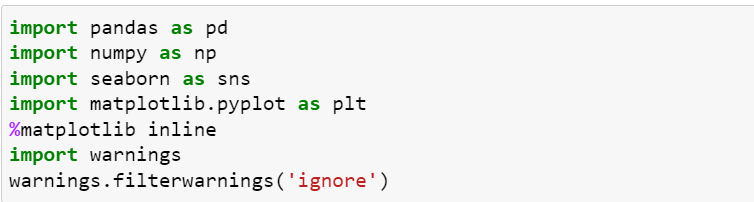 import pandas as pd
import numpy as np
import seaborn as sns
import matplotlib.pyplot as plt
%matplotlib inline
import warnings
warnings.filterwarnings('ignore')